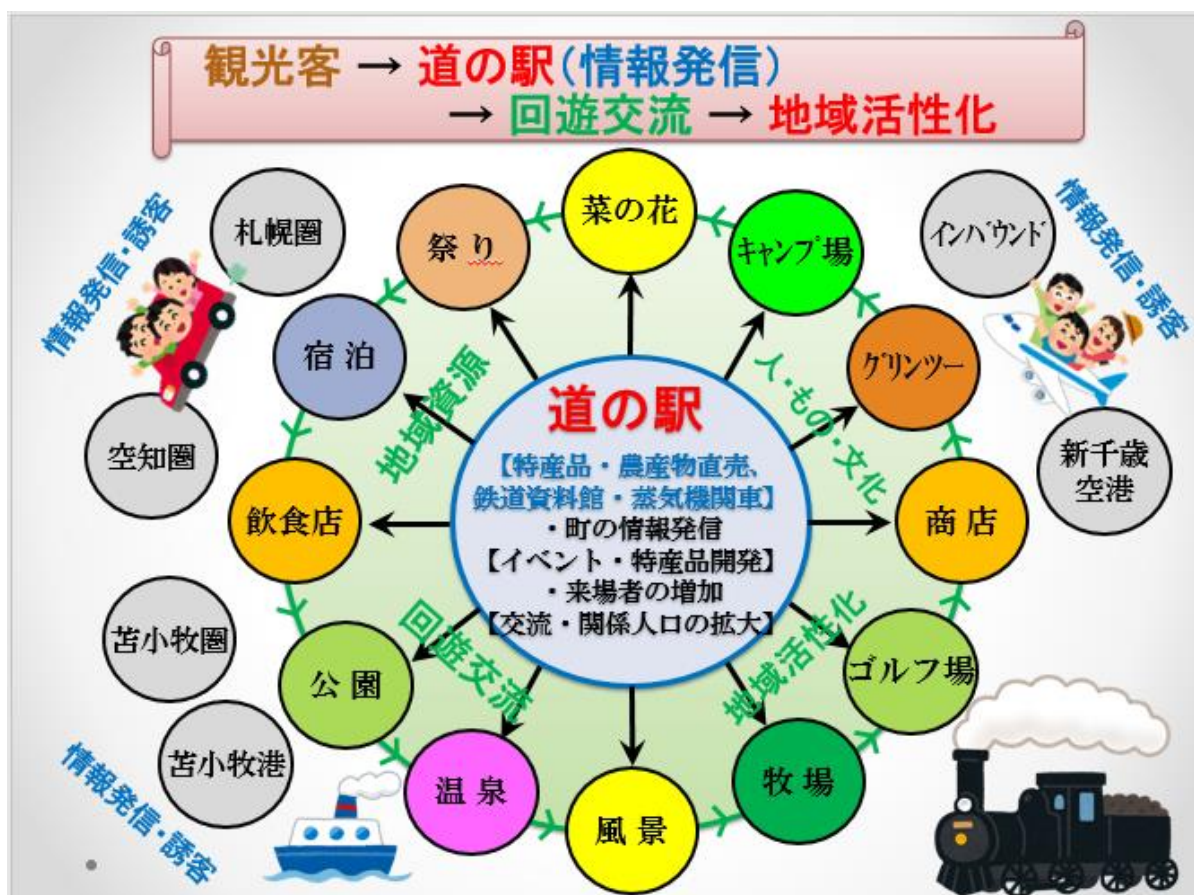 観光客 → 道の駅(情報発信)
→ 回遊交流 → 地域活性化
情報発信・誘客
札幌圏
空知圏
苫小牧圏
苫小牧港
情報発信・誘客
インバウンド
情報発信・誘客
新千歳
空港
菜の花
キャンプ場
グリンツー
商店
ゴルフ場
牧場
風景
温泉
公園
飲食店
宿泊
祭り
地域資源
人・もの・文化
回遊交流
地域活性化
道の駅
【特産品・農産物直売、
鉄道資料館・蒸気機関車】
・町の情報発信
【イベント・特産品開発】
・来場者の増加
【交流・関係人口の拡大】